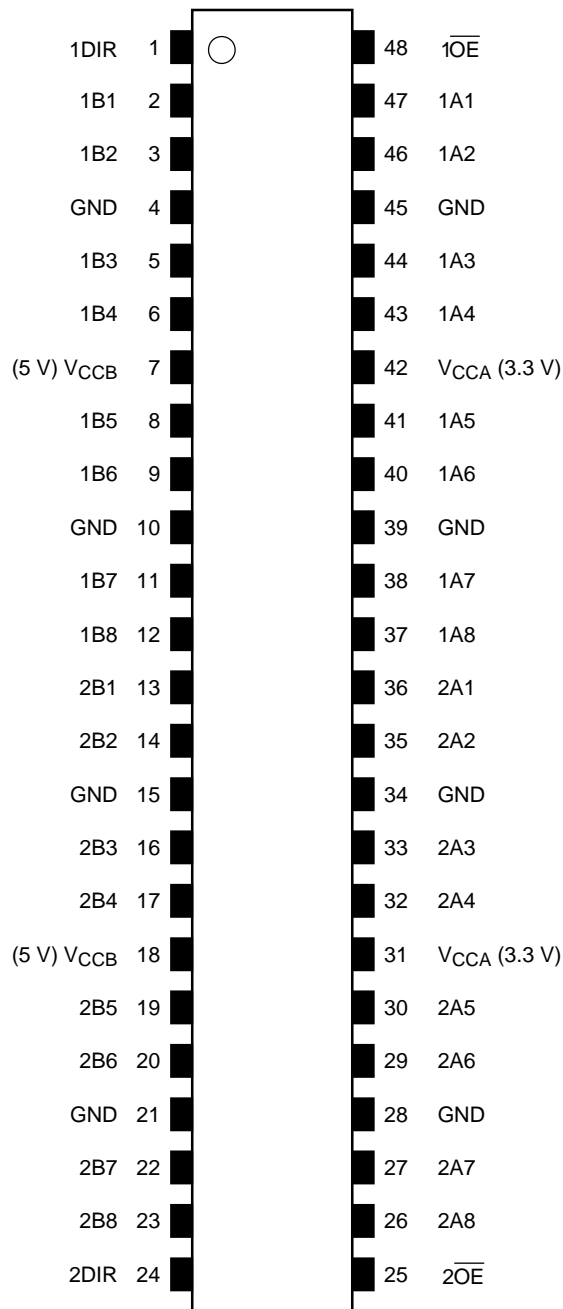 1DIR 1 48 1O̅E̅
1B1 2 47 1A1
1B2 3 46 1A2
GND 4 45 GND
1B3 5 44 1A3
1B4 6 43 1A4
(5 V) VCCB 7 42 VCCA (3.3 V)
1B5 8 41 1A5
1B6 9 40 1A6
GND 10 39 GND
1B7 11 38 1A7
1B8 12 37 1A8
2B1 13 36 2A1
2B2 14 35 2A2
GND 15 34 GND
2B3 16 33 2A3
2B4 17 32 2A4
(5 V) VCCB 18 31 VCCA (3.3 V)
2B5 19 30 2A5
2B6 20 29 2A6
GND 21 28 GND
2B7 22 27 2A7
2B8 23 26 2A8
2DIR 24 25 2O̅E̅